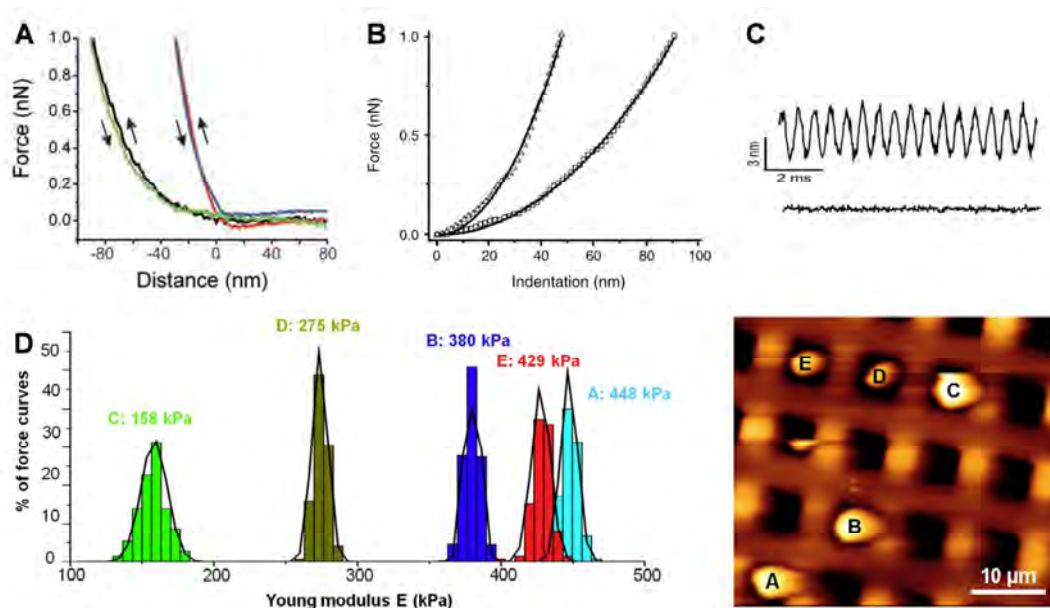 A
Force (nN)
1.0
0.8
0.6
0.4
0.2
0.0
-80
-40
0
40
80
Distance (nm)
B
Force (nN)
1.0
0.5
0.0
0
20
40
60
80
100
Indentation (nm)
C
3 nm
2 ms
D
% of force curves
50
40
30
20
10
0
C: 158 kPa
D: 275 kPa
B: 380 kPa
E: 429 kPa
A: 448 kPa
100
200
300
400
500
Young modulus E (kPa)
E
D
C
B
A
10 µm